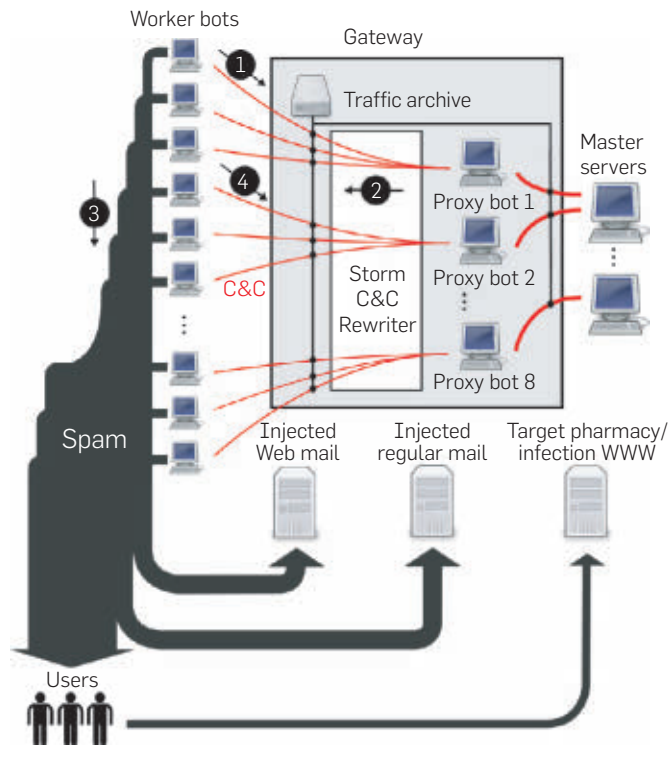 Worker bots
Gateway
1
Traffic archive
Master
servers
4
2
3
Proxy bot 1
Proxy bot 2
C&C
Storm
C&C
Rewriter
Proxy bot 8
Spam
Injected
Web mail
Injected
regular mail
Target pharmacy/
infection WWW
Users